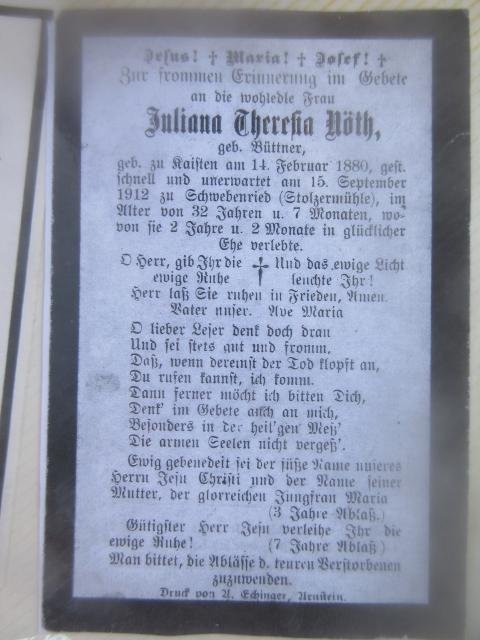 Jesus! † Maria! † Josef! †
Zur frommen Erinnerung im Gebete
an die wohledle Frau
Juliana Theresia Nöth,
geb. Büttner,
geb. zu Kaisten am 14. Februar 1880, gest.
schnell und unerwartet am 15. September
1912 zu Schwebenried (Stolzermühle), im
Alter von 32 Jahren u. 7 Monaten, wo-
von sie 2 Jahre u. 2 Monate in glücklicher
Ehe verlebte.
O Herr, gib Ihr die † Und das ewige Licht
ewige Ruhe leuchte Ihr!
Herr laß Sie ruhen in Frieden, Amen.
Vater unser. Ave Maria
O lieber Leser denk doch dran
Und sei stets gut und fromm,
Daß, wenn dereinst der Tod klopft an,
Du rufen kannst, ich komm.
Dann ferner möcht ich bitten Dich,
Denk' im Gebete auch an mich,
Besonders in der heil'gen Meß'
Die armen Seelen nicht vergeß'.
Ewig gebenedeit sei der süße Name unseres
Herrn Jesu Christi und der Name seiner
Mutter, der glorreichen Jungfrau Maria
(3 Jahre Ablaß.)
Gütigster Herr Jesu verleihe Ihr die
ewige Ruhe! (7 Jahre Ablaß)
Man bittet, die Ablässe d. teuren Verstorbenen
zuzuwenden.
Druck von A. Echinger, Arnstein.